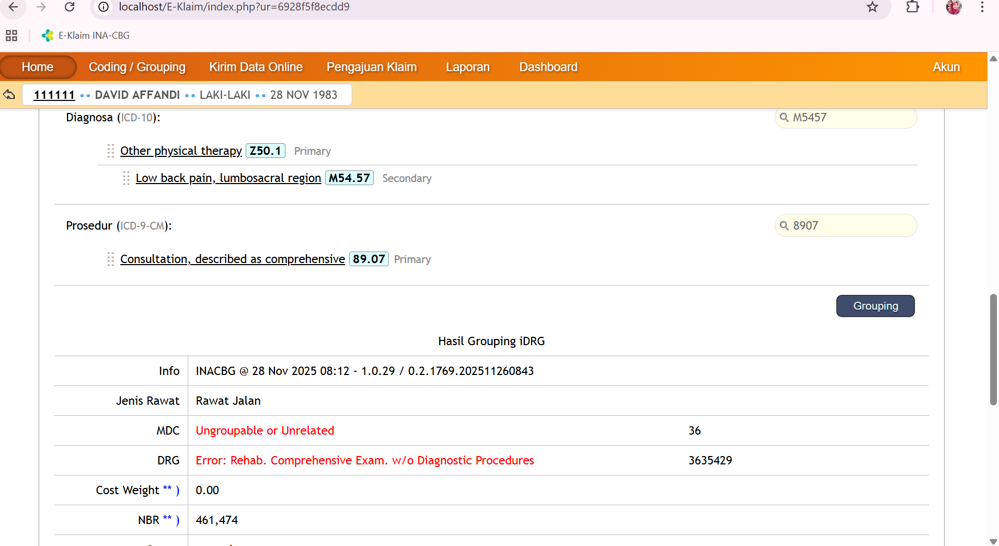 localhost/E-Klaim/index.php?ur=6928f5f8ecdd9
E-Klaim INA-CBG
Home Coding / Grouping Kirim Data Online Pengajuan Klaim Laporan Dashboard Akun
111111 •• DAVID AFFANDI •• LAKI-LAKI •• 28 NOV 1983
Diagnosa (ICD-10): M5457
Other physical therapy Z50.1 Primary
Low back pain, lumbosacral region M54.57 Secondary
Prosedur (ICD-9-CM): 8907
Consultation, described as comprehensive 89.07 Primary
Grouping
Hasil Grouping iDRG
Info INACBG @ 28 Nov 2025 08:12 - 1.0.29 / 0.2.1769.202511260843
Jenis Rawat Rawat Jalan
MDC Ungroupable or Unrelated 36
DRG Error: Rehab. Comprehensive Exam. w/o Diagnostic Procedures 3635429
Cost Weight ** ) 0.00
NBR ** ) 461,474